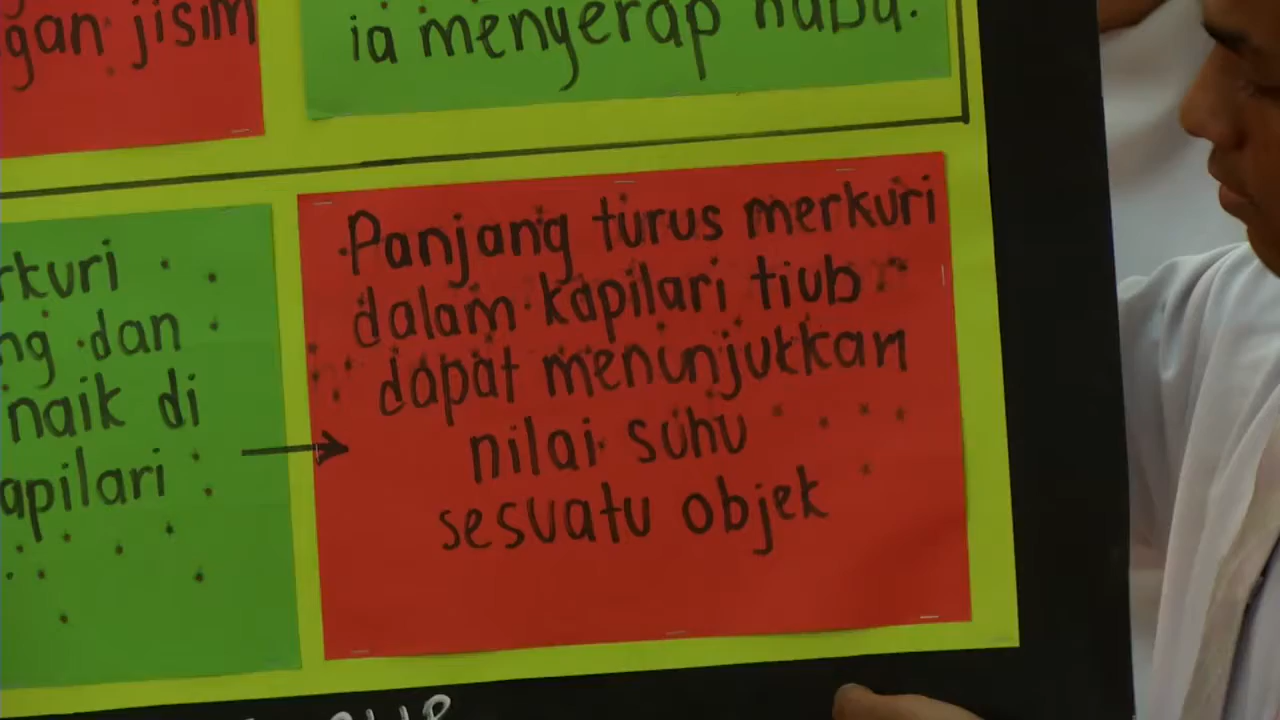 gan jisim
ia menyerap haba.
rkuri
ng dan
naik di
apilari
Panjang turus merkuri
dalam kapilari tiub
dapat menunjukkan
nilai suhu
sesuatu objek